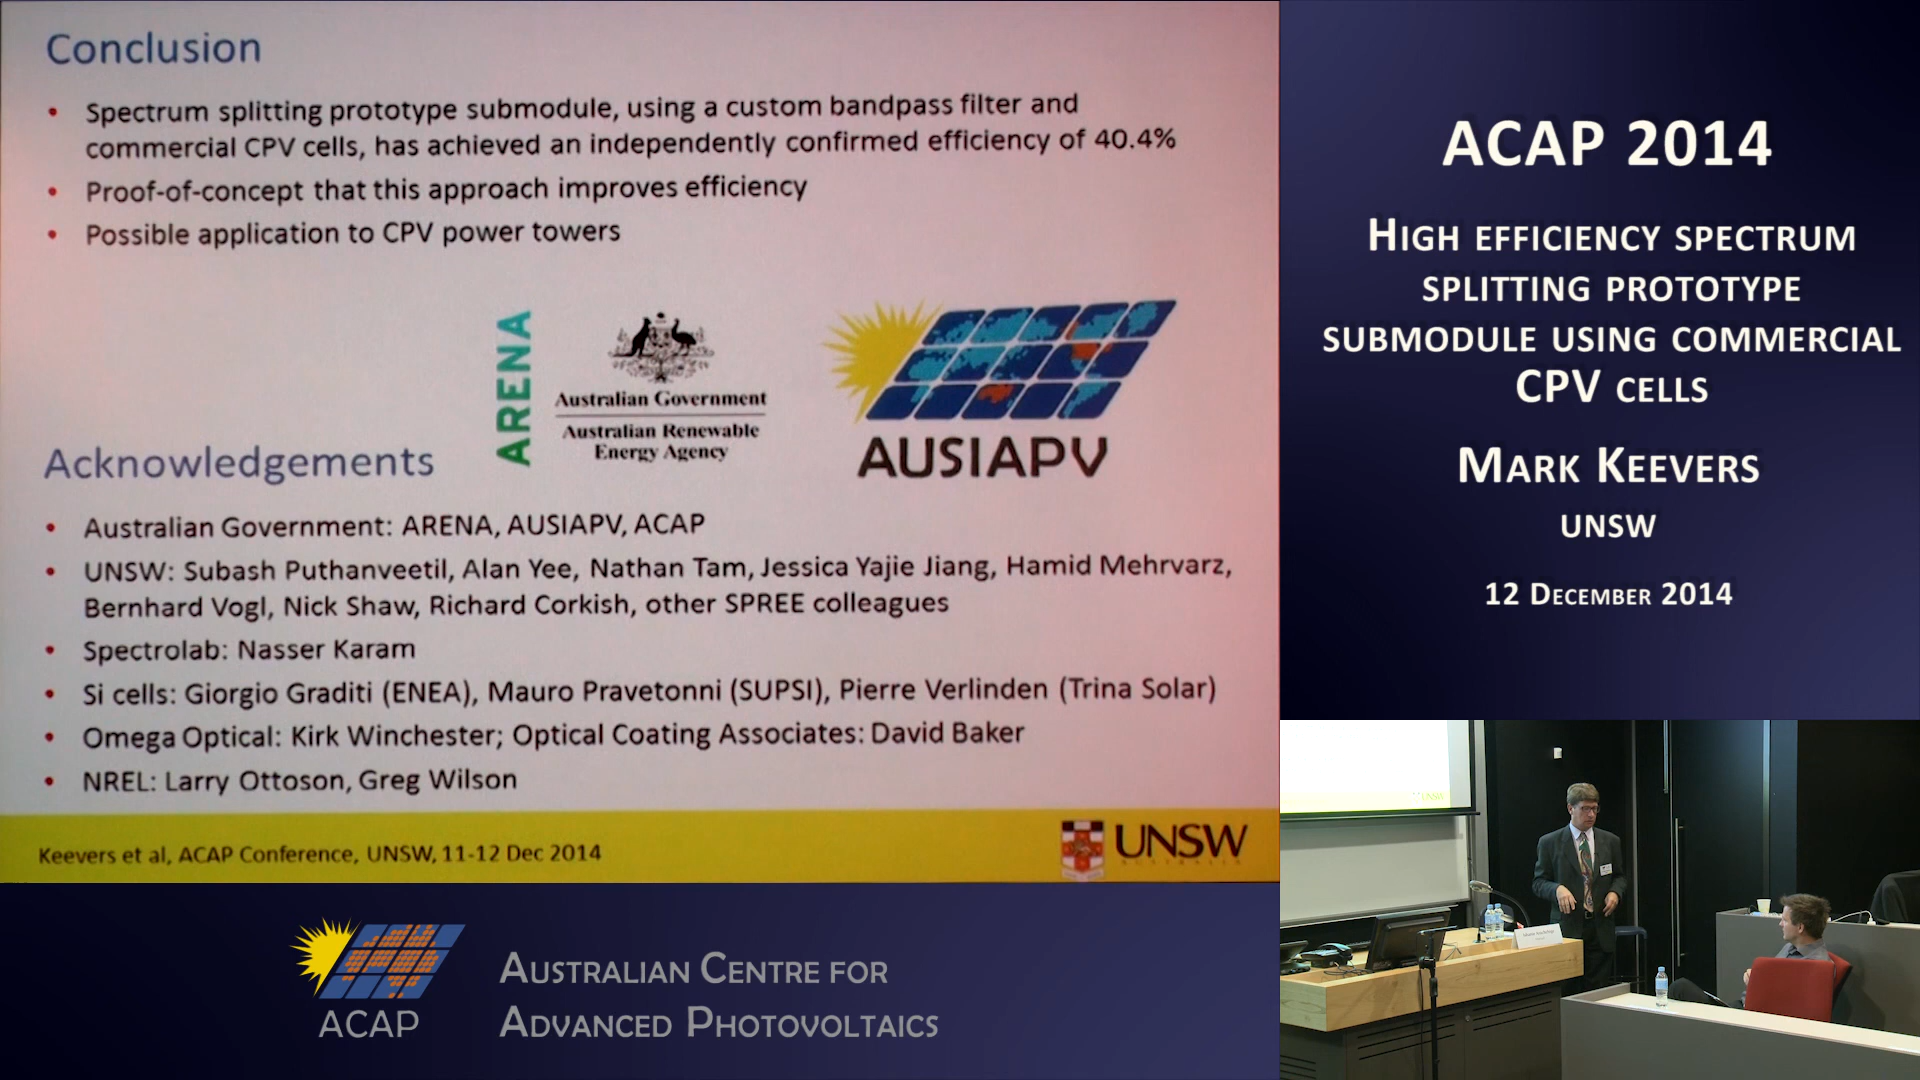 Conclusion
• Spectrum splitting prototype submodule, using a custom bandpass filter and
commercial CPV cells, has achieved an independently confirmed efficiency of 40.4%
• Proof-of-concept that this approach improves efficiency
• Possible application to CPV power towers
ARENA
Australian Government
Australian Renewable
Energy Agency
AUSIAPV
Acknowledgements
• Australian Government: ARENA, AUSIAPV, ACAP
• UNSW: Subash Puthanveetil, Alan Yee, Nathan Tam, Jessica Yajie Jiang, Hamid Mehrvarz,
Bernhard Vogl, Nick Shaw, Richard Corkish, other SPREE colleagues
• Spectrolab: Nasser Karam
• Si cells: Giorgio Graditi (ENEA), Mauro Pravetonni (SUPSI), Pierre Verlinden (Trina Solar)
• Omega Optical: Kirk Winchester; Optical Coating Associates: David Baker
• NREL: Larry Ottoson, Greg Wilson
Keevers et al, ACAP Conference, UNSW, 11-12 Dec 2014
UNSW
AUSTRALIA
ACAP
Australian Centre for
Advanced Photovoltaics
ACAP 2014
High efficiency spectrum
splitting prototype
submodule using commercial
CPV cells
Mark Keevers
UNSW
12 December 2014
UNSW